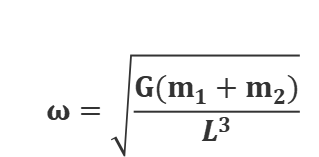 ω = √(G(m₁ + m₂) / L³)